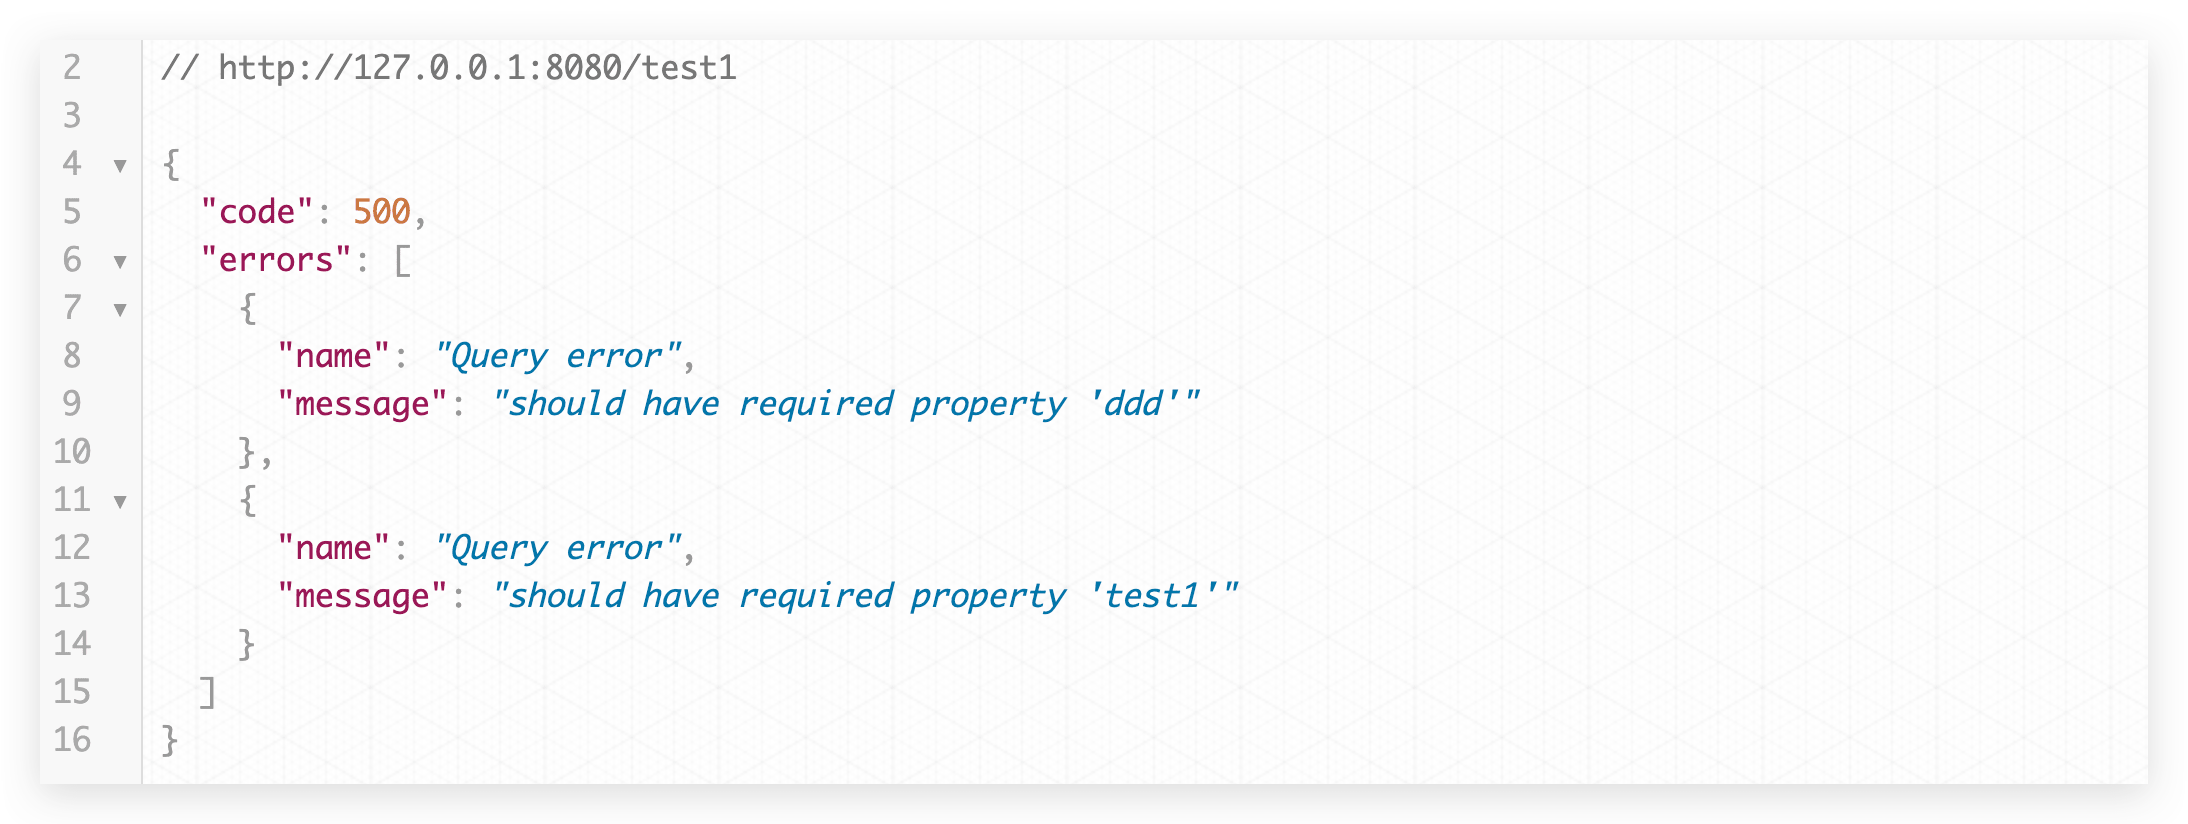 2 // http://127.0.0.1:8080/test1
3
4 ▼ {
5 "code": 500,
6 ▼ "errors": [
7 ▼ {
8 "name": "Query error",
9 "message": "should have required property 'ddd'"
10 },
11 ▼ {
12 "name": "Query error",
13 "message": "should have required property 'test1'"
14 }
15 ]
16 }